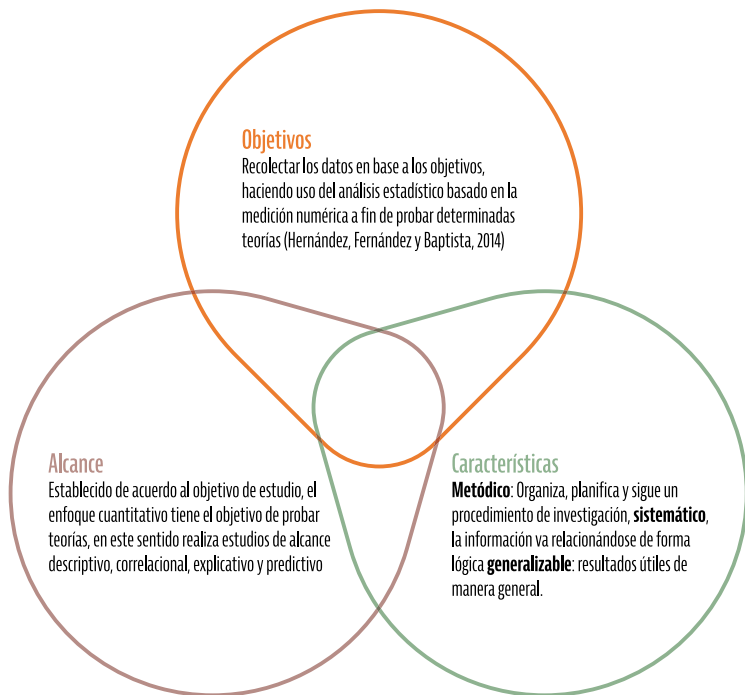 Objetivos
Recolectar los datos en base a los objetivos,
haciendo uso del análisis estadístico basado en la
medición numérica a fin de probar determinadas
teorías (Hernández, Fernández y Baptista, 2014)
Alcance
Establecido de acuerdo al objetivo de estudio, el
enfoque cuantitativo tiene el objetivo de probar
teorías, en este sentido realiza estudios de alcance
descriptivo, correlacional, explicativo y predictivo
Características
Metódico: Organiza, planifica y sigue un
procedimiento de investigación, sistemático,
la información va relacionándose de forma
lógica generalizable: resultados útiles de
manera general.